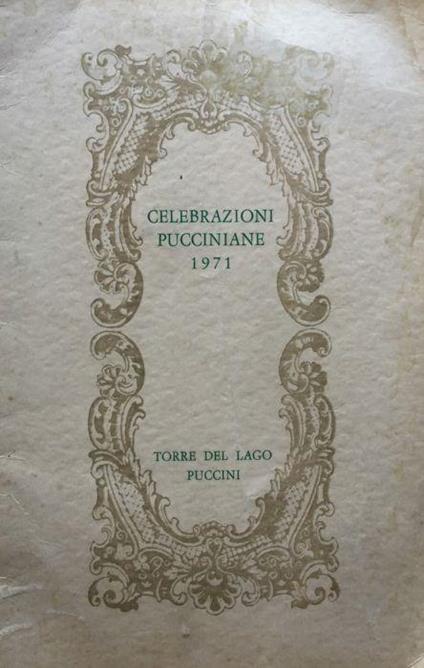 CELEBRAZIONI
PUCCINIANE
1971
TORRE DEL LAGO
PUCCINI